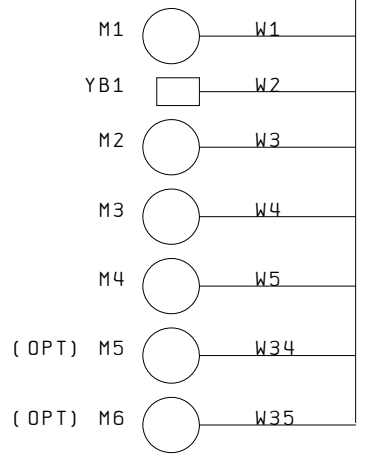 M1 W1
YB1 W2
M2 W3
M3 W4
M4 W5
(OPT) M5 W34
(OPT) M6 W35